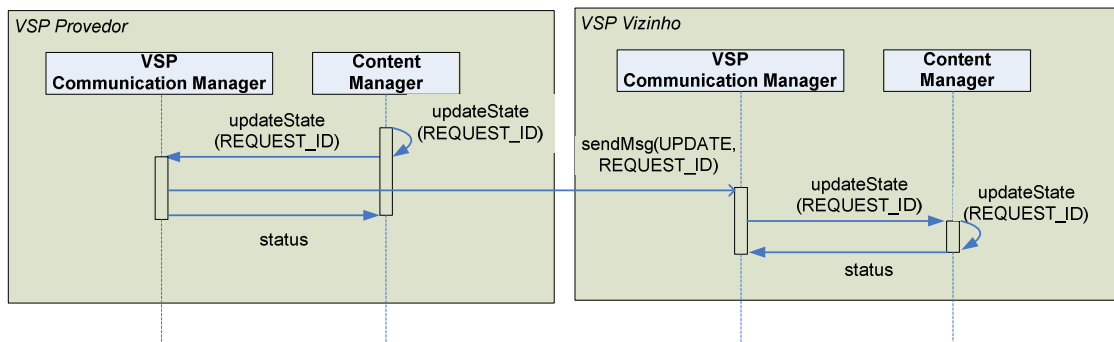 VSP Provedor
VSP
Communication Manager
Content
Manager
updateState
(REQUEST_ID)
updateState
(REQUEST_ID)
status
sendMsg(UPDATE,
REQUEST_ID)
VSP Vizinho
VSP
Communication Manager
Content
Manager
updateState
(REQUEST_ID)
updateState
(REQUEST_ID)
status